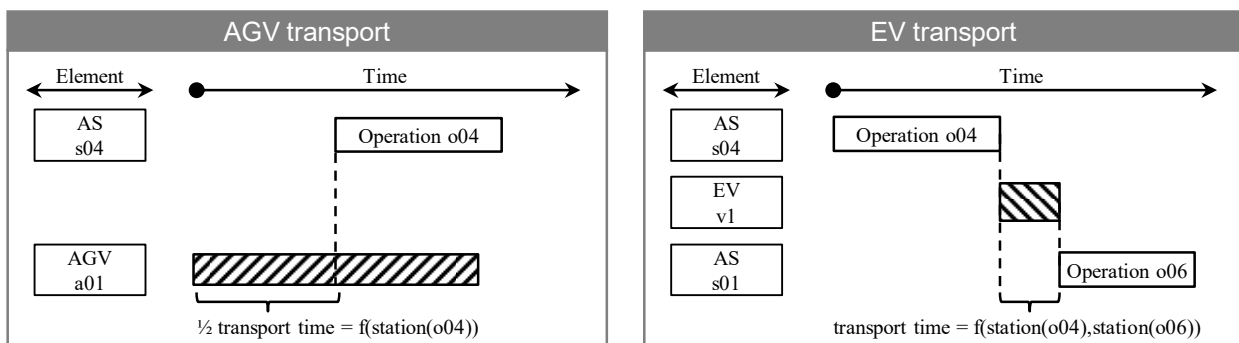 AGV transport
Element
Time
AS
s04
Operation o04
AGV
a01
½ transport time = f(station(o04))
EV transport
Element
Time
AS
s04
Operation o04
EV
v1
AS
s01
Operation o06
transport time = f(station(o04),station(o06))